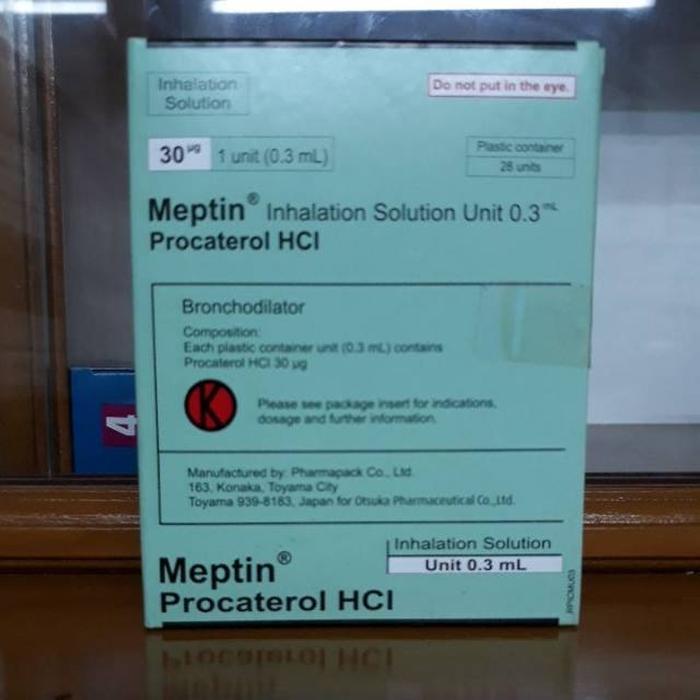 Inhalation
Solution
Do not put in the eye.
30 µg
1 unit (0.3 mL)
Plastic container
28 units
Meptin® Inhalation Solution Unit 0.3 mL
Procaterol HCl
Bronchodilator
Composition:
Each plastic container unit (0.3 mL) contains
Procaterol HCl 30 µg
K
Please see package insert for indications,
dosage and further information.
Manufactured by: Pharmapack Co., Ltd.
163, Konaka, Toyama City
Toyama 939-8183, Japan for Otsuka Pharmaceutical Co.,Ltd.
Meptin®
Procaterol HCl
Inhalation Solution
Unit 0.3 mL
4